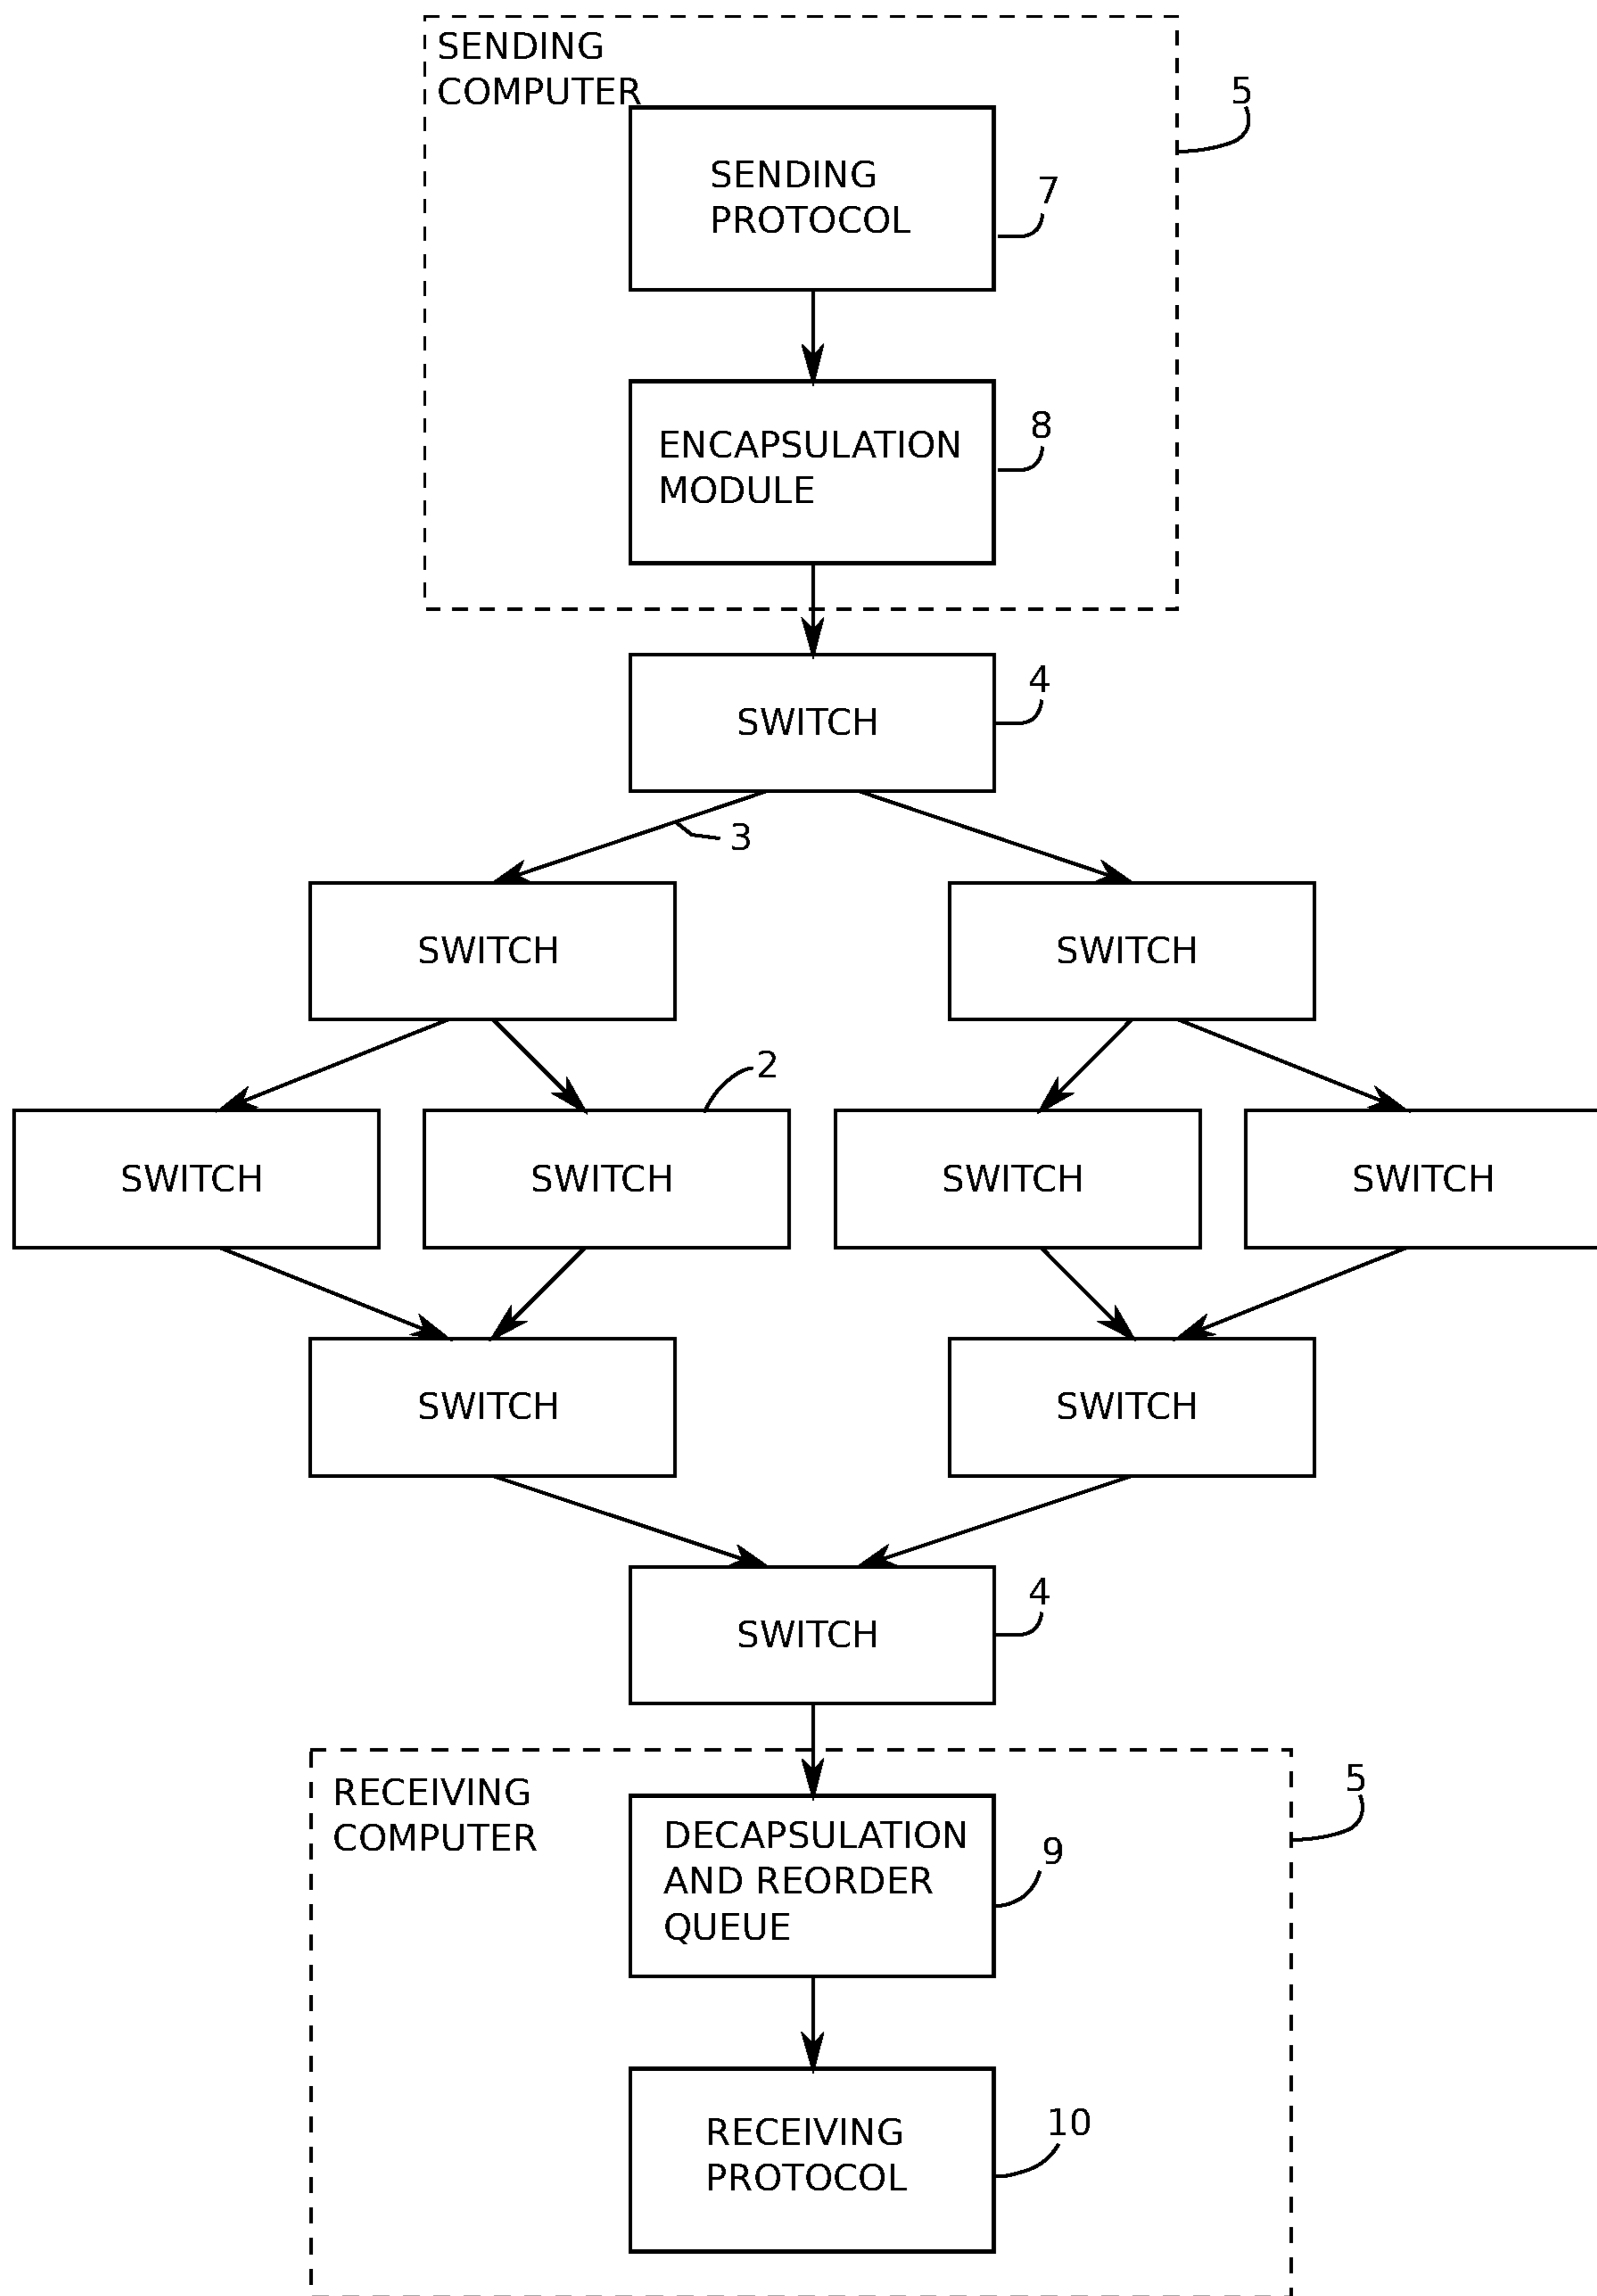 SENDING
COMPUTER
5
SENDING
PROTOCOL
7
ENCAPSULATION
MODULE
8
SWITCH
4
3
SWITCH
SWITCH
2
SWITCH
SWITCH
SWITCH
SWITCH
SWITCH
SWITCH
SWITCH
4
RECEIVING
COMPUTER
5
DECAPSULATION
AND REORDER
QUEUE
9
RECEIVING
PROTOCOL
10